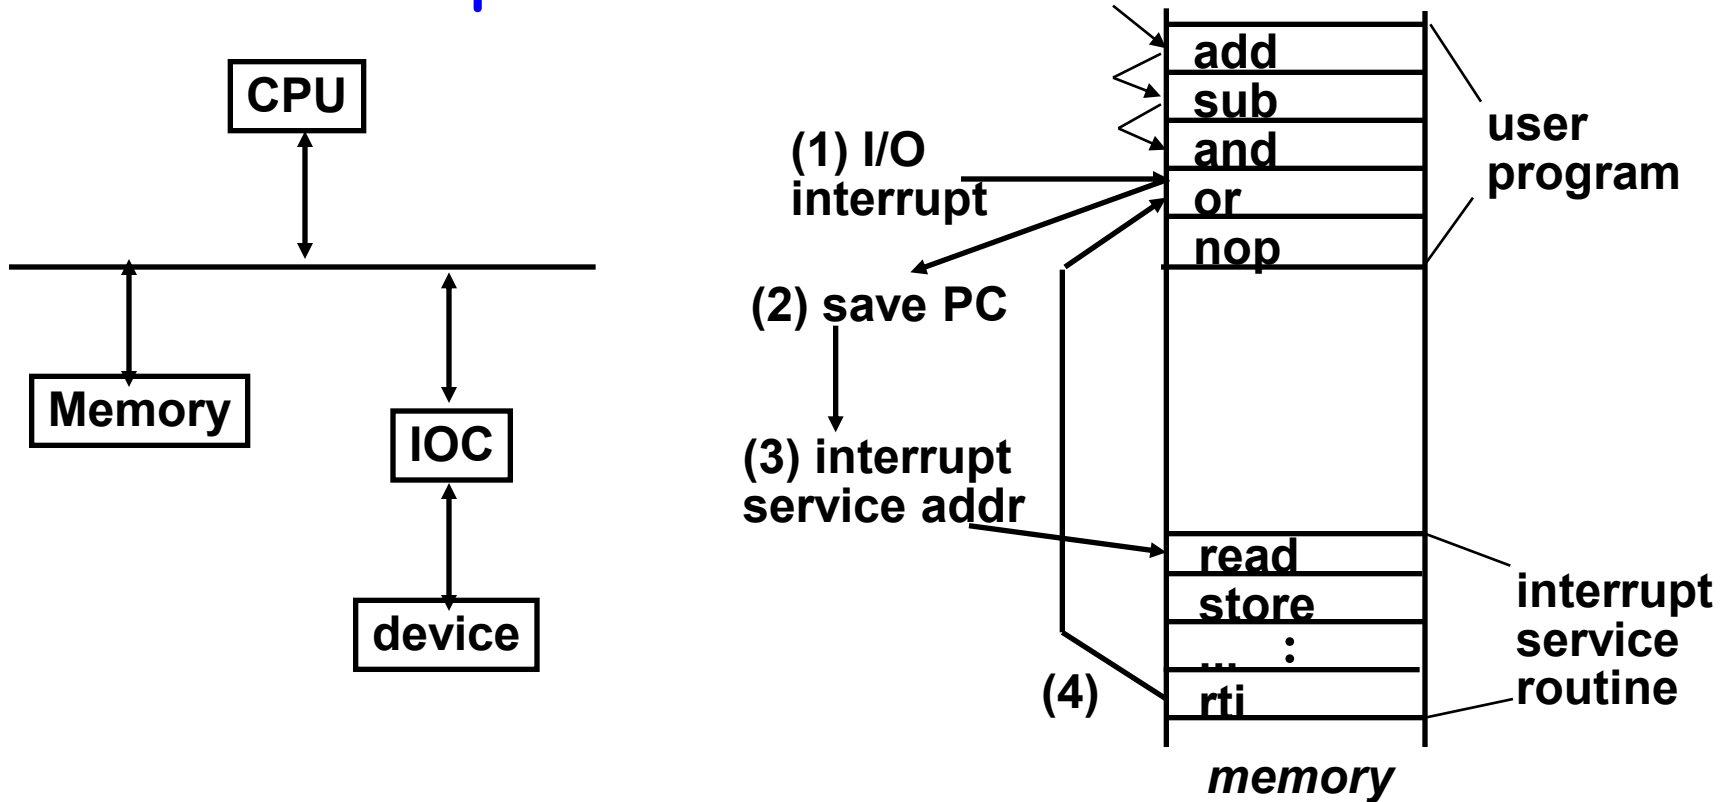 CPU
Memory
IOC
device
(1) I/O
interrupt
(2) save PC
(3) interrupt
service addr
(4)
add
sub
and
or
nop
user
program
read
store
:
...
rti
interrupt
service
routine
memory